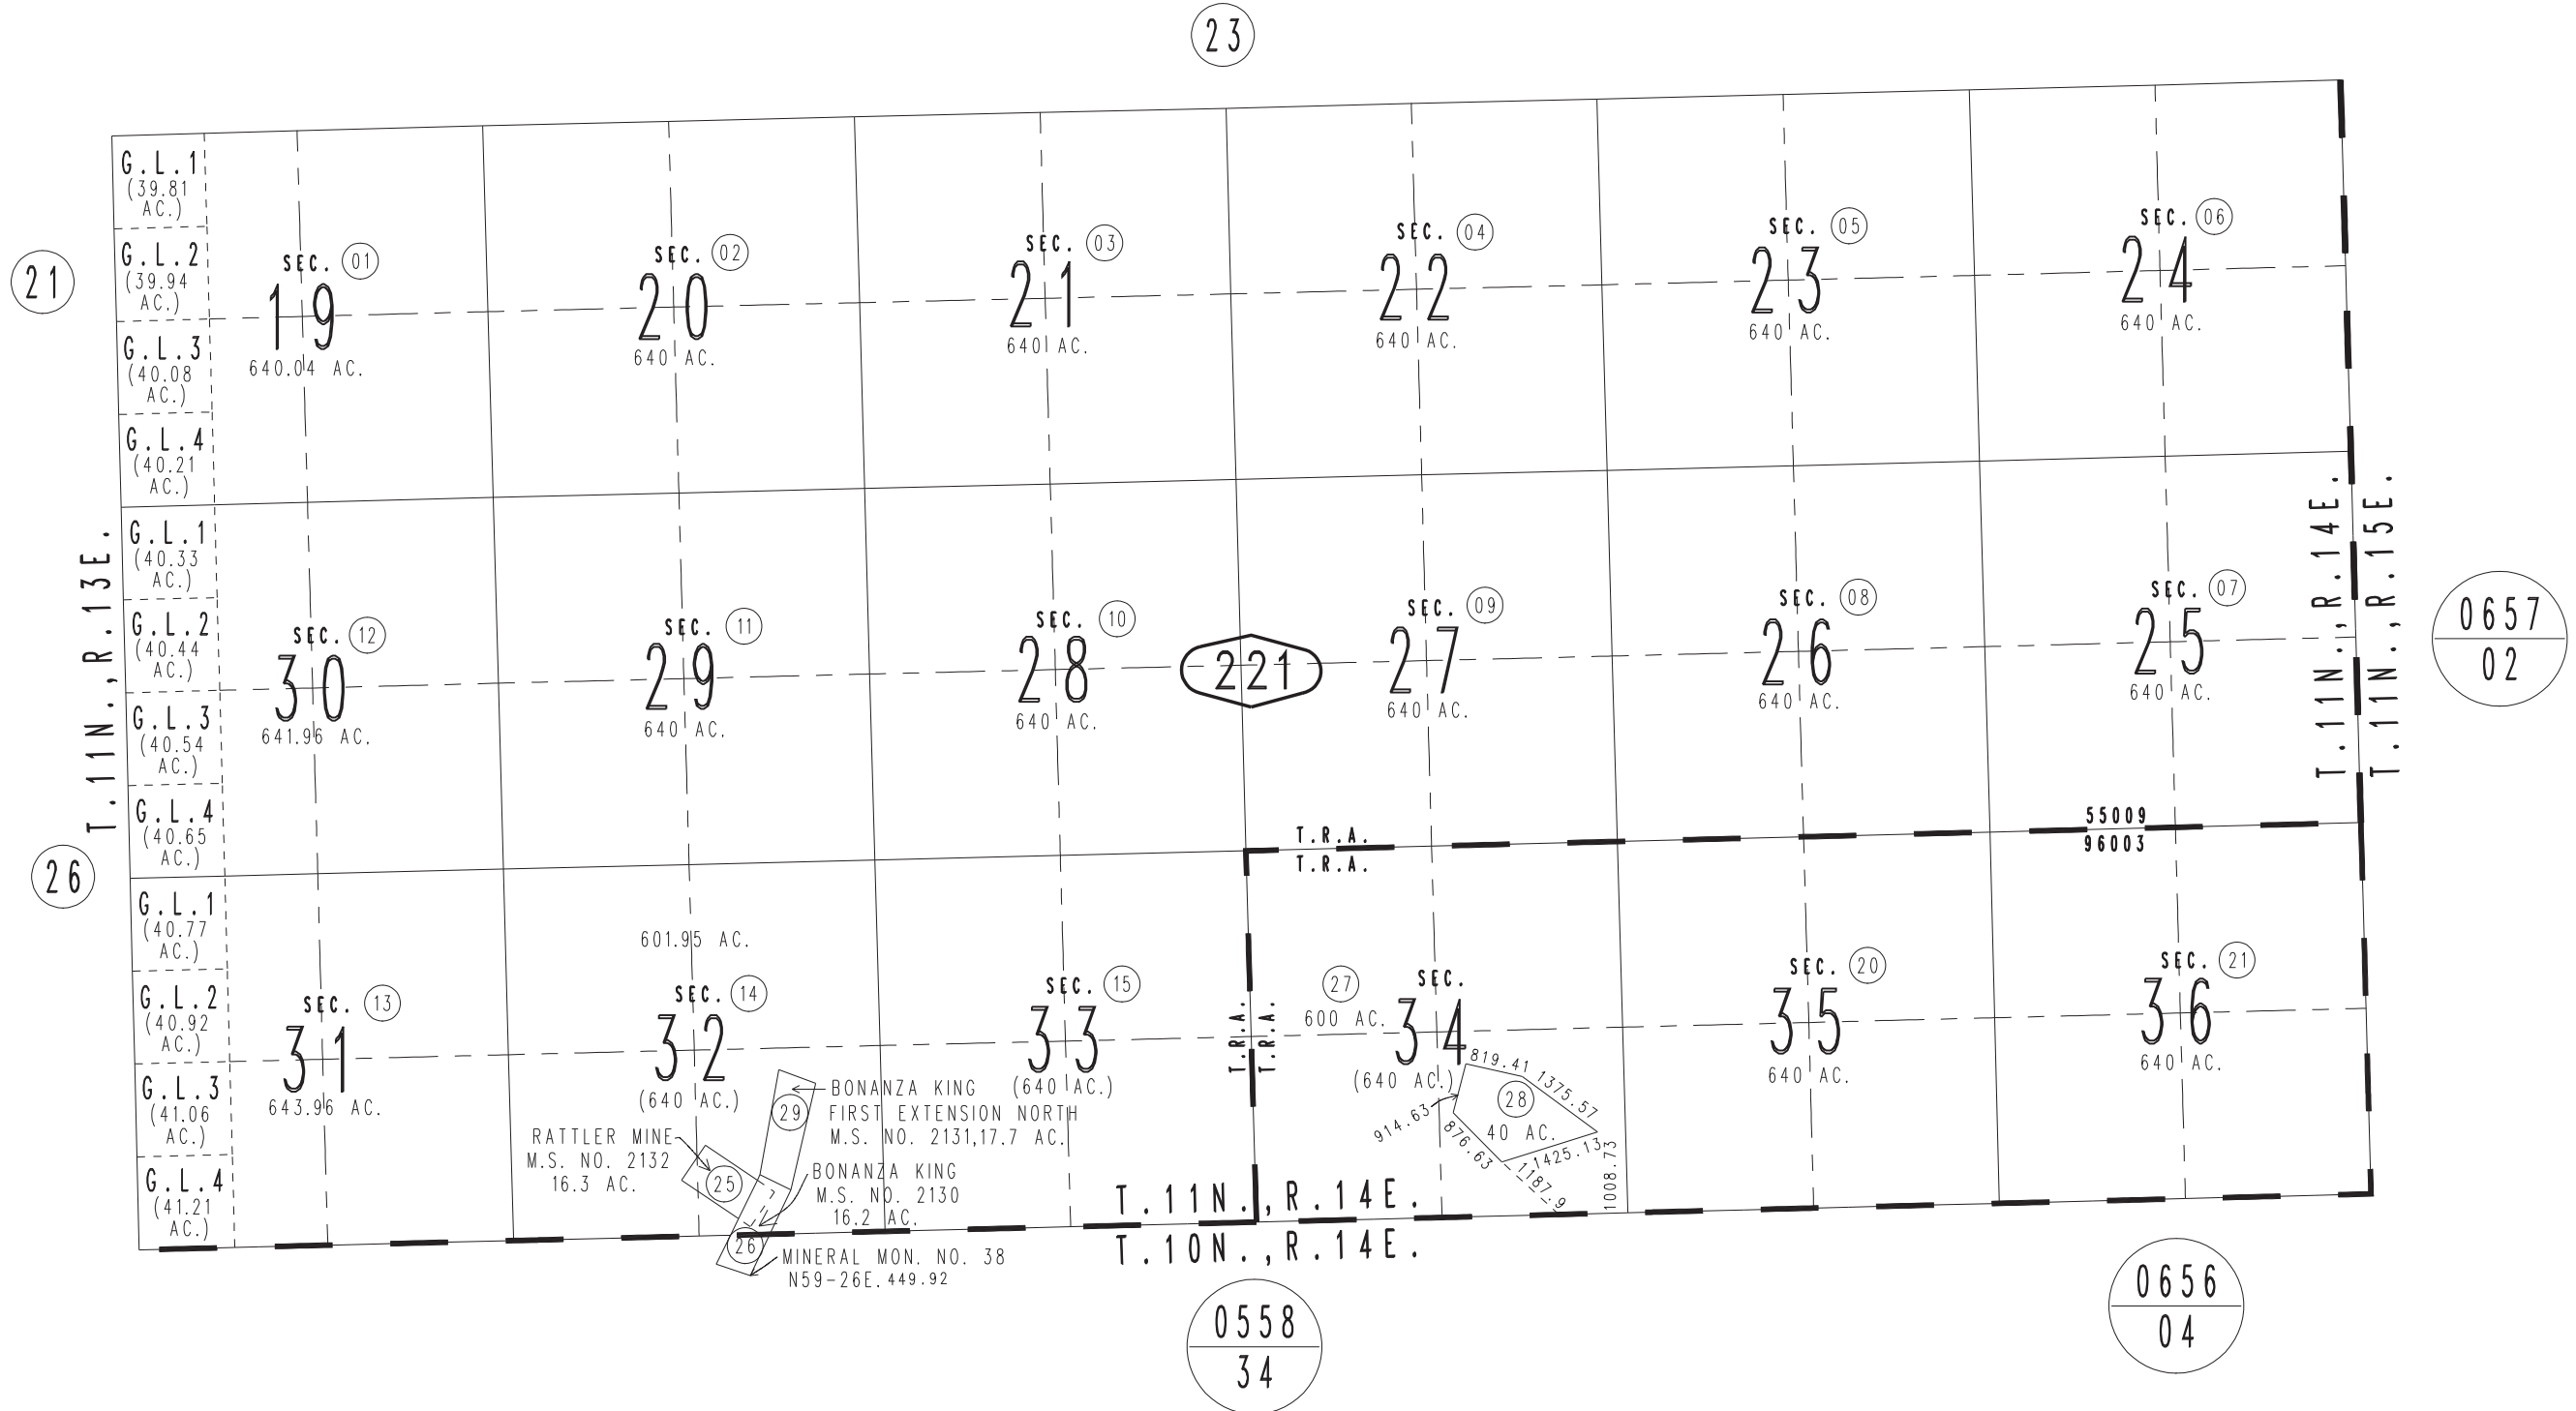 23
G.L.1
(39.81
AC.)
G.L.2
(39.94
AC.)
G.L.3
(40.08
AC.)
G.L.4
(40.21
AC.)
21
SEC. 01
19
640.04 AC.
SEC. 02
20
640 AC.
SEC. 03
21
640 AC.
SEC. 04
22
640 AC.
SEC. 05
23
640 AC.
SEC. 06
24
640 AC.
T.11N.,R.13E.
G.L.1
(40.33
AC.)
G.L.2
(40.44
AC.)
G.L.3
(40.54
AC.)
G.L.4
(40.65
AC.)
SEC. 12
30
641.96 AC.
SEC. 11
29
640 AC.
SEC. 10
28
640 AC.
221
SEC. 09
27
640 AC.
SEC. 08
26
640 AC.
SEC. 07
25
640 AC.
T.11N.,R.14E.
T.11N.,R.15E.
0657
02
T.R.A.
T.R.A.
55009
96003
26
G.L.1
(40.77
AC.)
G.L.2
(40.92
AC.)
G.L.3
(41.06
AC.)
G.L.4
(41.21
AC.)
SEC. 13
31
643.96 AC.
601.95 AC.
SEC. 14
32
(640 AC.)
SEC. 15
33
(640 AC.)
T.R.A.
T.R.A.
27
600 AC.
SEC.
34
(640 AC.)
SEC. 20
35
640 AC.
SEC. 21
36
640 AC.
819.41
1375.57
914.63
28
40 AC.
876.63
1425.13
1187.9
1008.73
29
BONANZA KING
FIRST EXTENSION NORTH
M.S. NO. 2131,17.7 AC.
RATTLER MINE
M.S. NO. 2132
16.3 AC.
25
BONANZA KING
M.S. NO. 2130
16.2 AC.
26
MINERAL MON. NO. 38
N59-26E.449.92
T.11N.,R.14E.
T.10N.,R.14E.
0558
34
0656
04